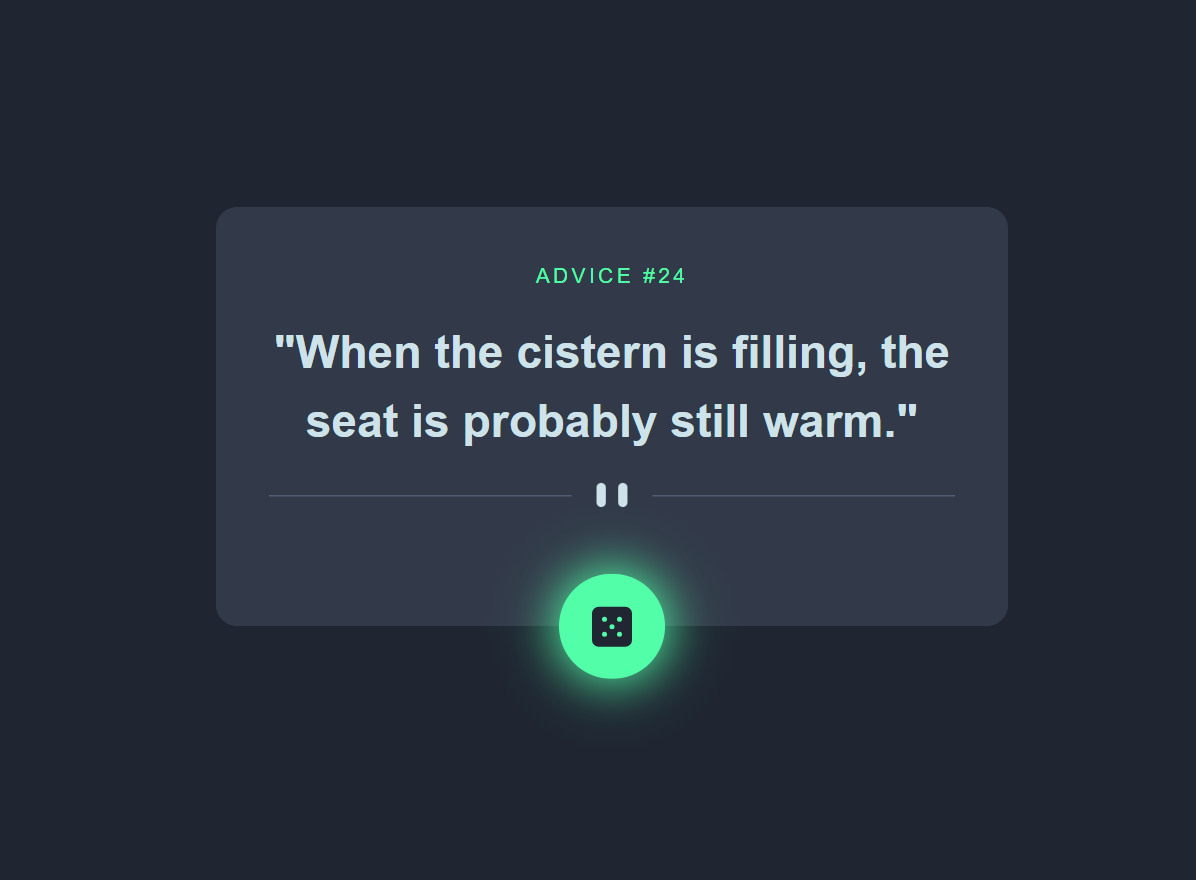 ADVICE #24
"When the cistern is filling, the
seat is probably still warm."